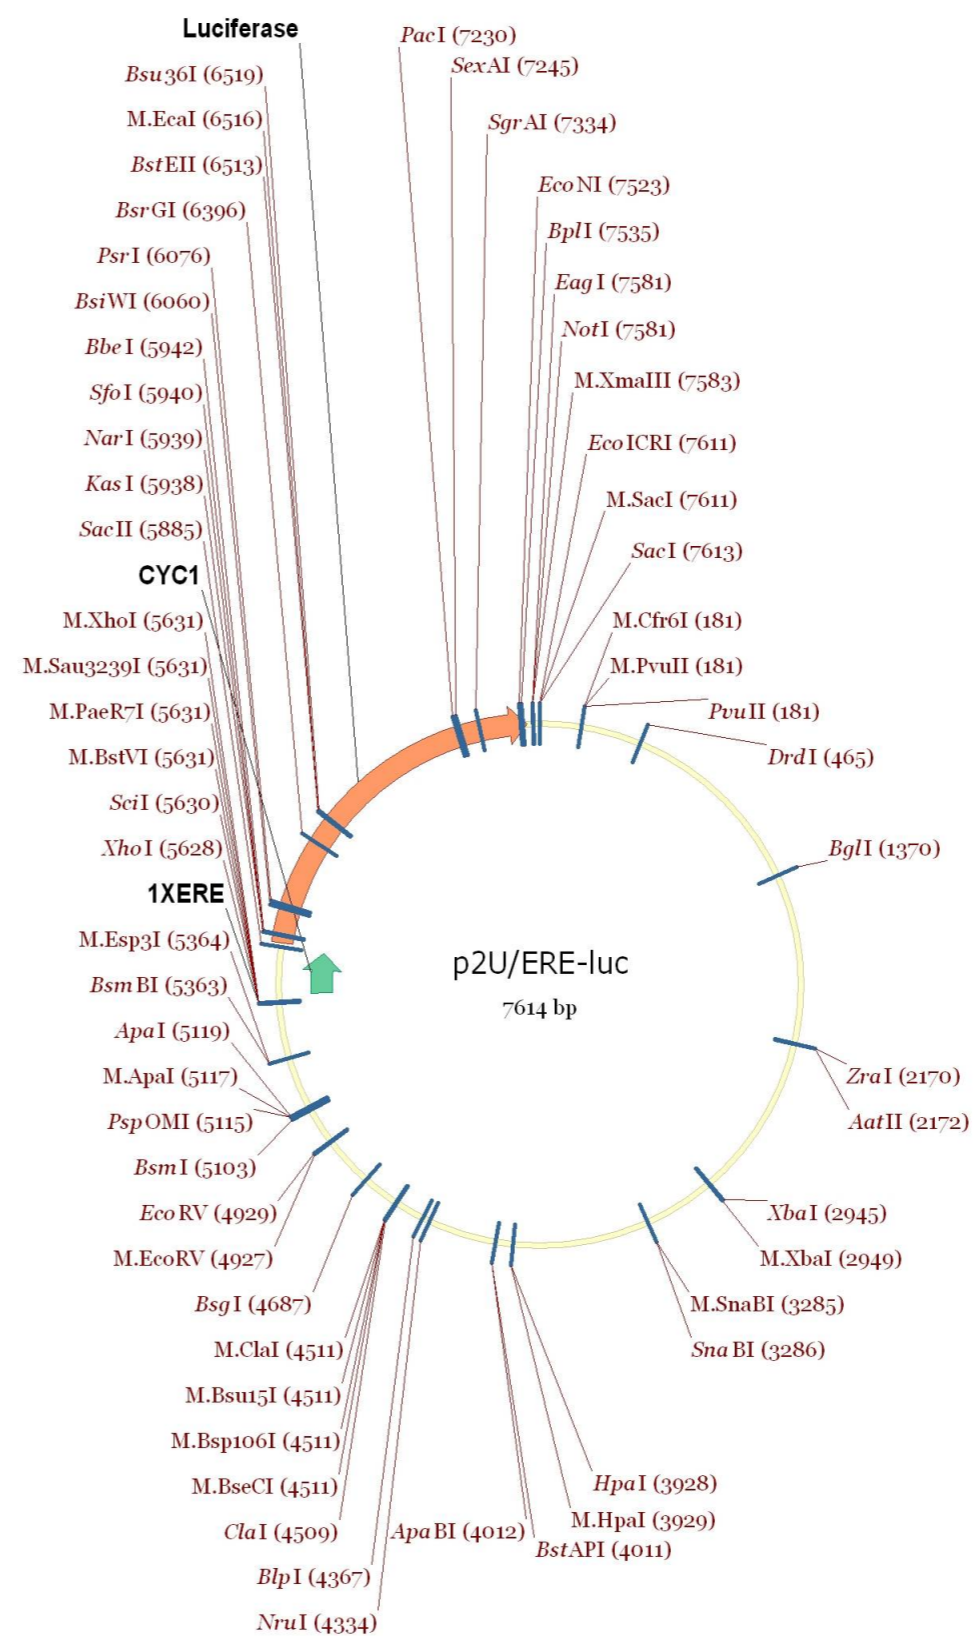 Luciferase
Bsu36I (6519)
M.EcaI (6516)
BstEII (6513)
BsrGI (6396)
PsrI (6076)
BsiWI (6060)
BbeI (5942)
SfoI (5940)
NarI (5939)
KasI (5938)
SacII (5885)
CYC1
M.XhoI (5631)
M.Sau3239I (5631)
M.PaeR7I (5631)
M.BstVI (5631)
SciI (5630)
XhoI (5628)
1XERE
M.Esp3I (5364)
BsmBI (5363)
ApaI (5119)
M.ApaI (5117)
PspOMI (5115)
BsmI (5103)
EcoRV (4929)
M.EcoRV (4927)
BsgI (4687)
M.ClaI (4511)
M.Bsu15I (4511)
M.Bsp106I (4511)
M.BseCI (4511)
ClaI (4509)
BlpI (4367)
NruI (4334)
PacI (7230)
SexAI (7245)
SgrAI (7334)
EcoNI (7523)
BplI (7535)
EagI (7581)
NotI (7581)
M.XmaIII (7583)
EcoICRI (7611)
M.SacI (7611)
SacI (7613)
M.Cfr6I (181)
M.PvuII (181)
PvuII (181)
DrdI (465)
BglI (1370)
p2U/ERE-luc
7614 bp
ZraI (2170)
AatII (2172)
XbaI (2945)
M.XbaI (2949)
M.SnaBI (3285)
SnaBI (3286)
HpaI (3928)
M.HpaI (3929)
BstAPI (4011)
ApaBI (4012)